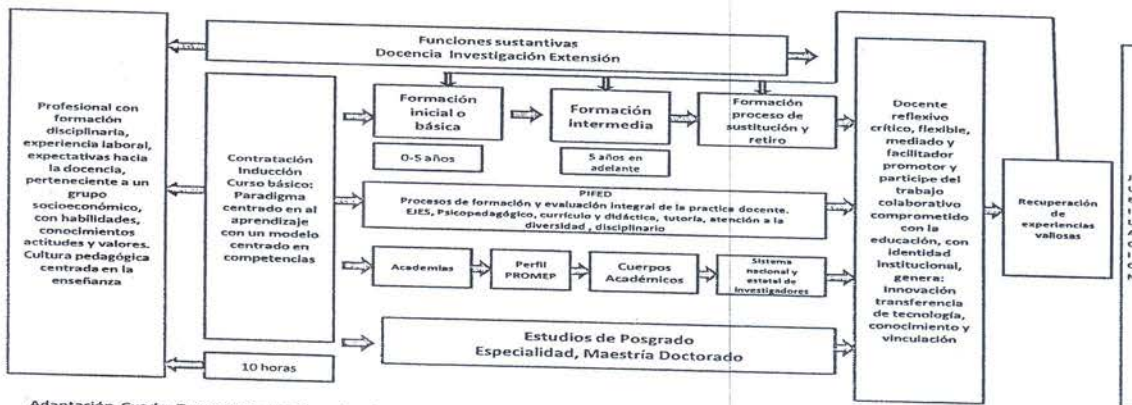 Funciones sustantivas
Docencia Investigación Extensión
Profesional con
formación
disciplinaria,
experiencia laboral,
expectativas hacia
la docencia,
perteneciente a un
grupo
socioeconómico,
con habilidades,
conocimientos
actitudes y valores.
Cultura pedagógica
centrada en la
enseñanza
Contratación
Inducción
Curso básico:
Paradigma
centrado en al
aprendizaje
con un modelo
centrado en
competencias
10 horas
Formación
inicial o
básica
0-5 años
Formación
intermedia
5 años en
adelante
Formación
proceso de
sustitución y
retiro
PIFED
Procesos de formación y evaluación integral de la practica docente.
EJES, Psicopedagógico, currículo y didáctica, tutoría, atención a la
diversidad , disciplinario
Academias
Perfil
PROMEP
Cuerpos
Académicos
Sistema
nacional y
estatal de
investigadores
Estudios de Posgrado
Especialidad, Maestría Doctorado
Docente
reflexivo
crítico, flexible,
mediado y
facilitador
promotor y
participe del
trabajo
colaborativo
comprometido
con la
educación, con
identidad
institucional,
genera:
Innovación
transferencia
de tecnología,
conocimiento y
vinculación
Recuperación
de
experiencias
valiosas